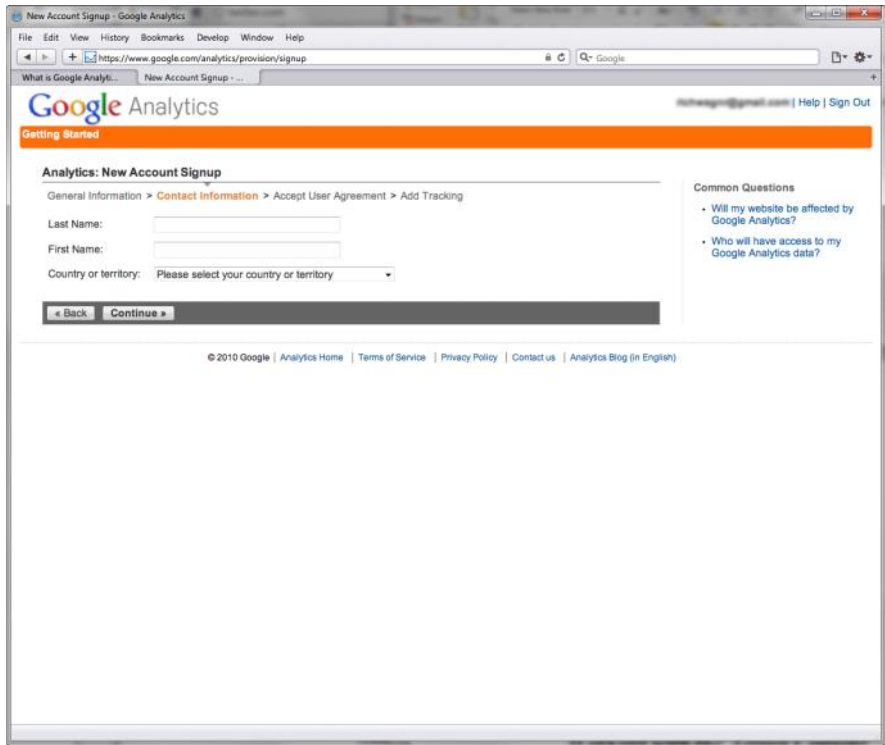 New Account Signup - Google Analytics
File Edit View History Bookmarks Develop Window Help
https://www.google.com/analytics/provision/signup
Google
What is Google Analyti...
New Account Signup - ...
Google Analytics
| Help | Sign Out
Getting Started
Analytics: New Account Signup
General Information > Contact Information > Accept User Agreement > Add Tracking
Last Name:
First Name:
Country or territory: Please select your country or territory
« Back Continue »
Common Questions
• Will my website be affected by
Google Analytics?
• Who will have access to my
Google Analytics data?
© 2010 Google | Analytics Home | Terms of Service | Privacy Policy | Contact us | Analytics Blog (in English)